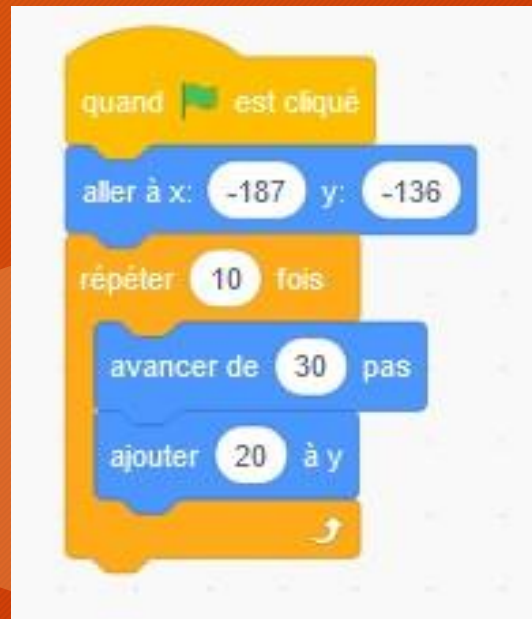 quand est cliqué
aller à x: -187 y: -136
répéter 10 fois
avancer de 30 pas
ajouter 20 à y